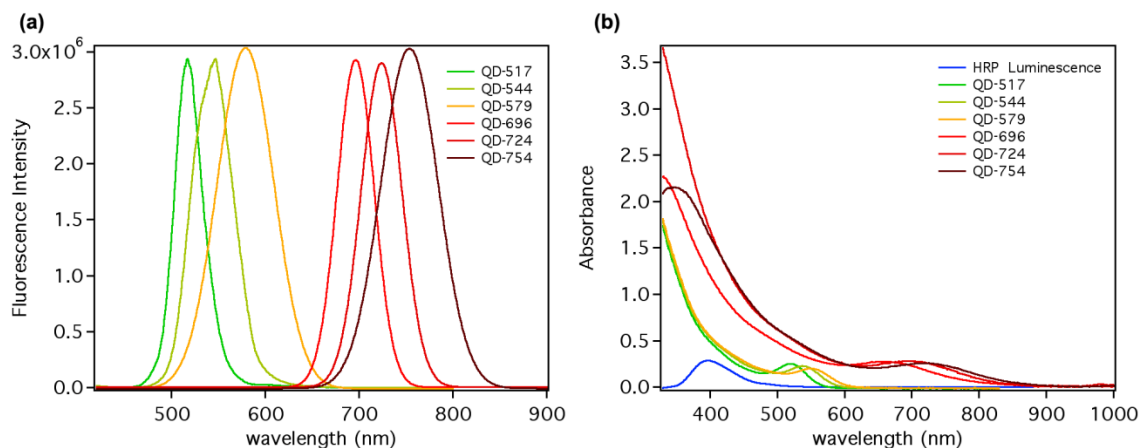 (a)
Fluorescence Intensity
3.0x10⁶
2.5
2.0
1.5
1.0
0.5
0.0
500
600
700
800
900
wavelength (nm)
QD-517
QD-544
QD-579
QD-696
QD-724
QD-754
(b)
Absorbance
3.5
3.0
2.5
2.0
1.5
1.0
0.5
0.0
400
500
600
700
800
900
1000
wavelength (nm)
HRP Luminescence
QD-517
QD-544
QD-579
QD-696
QD-724
QD-754